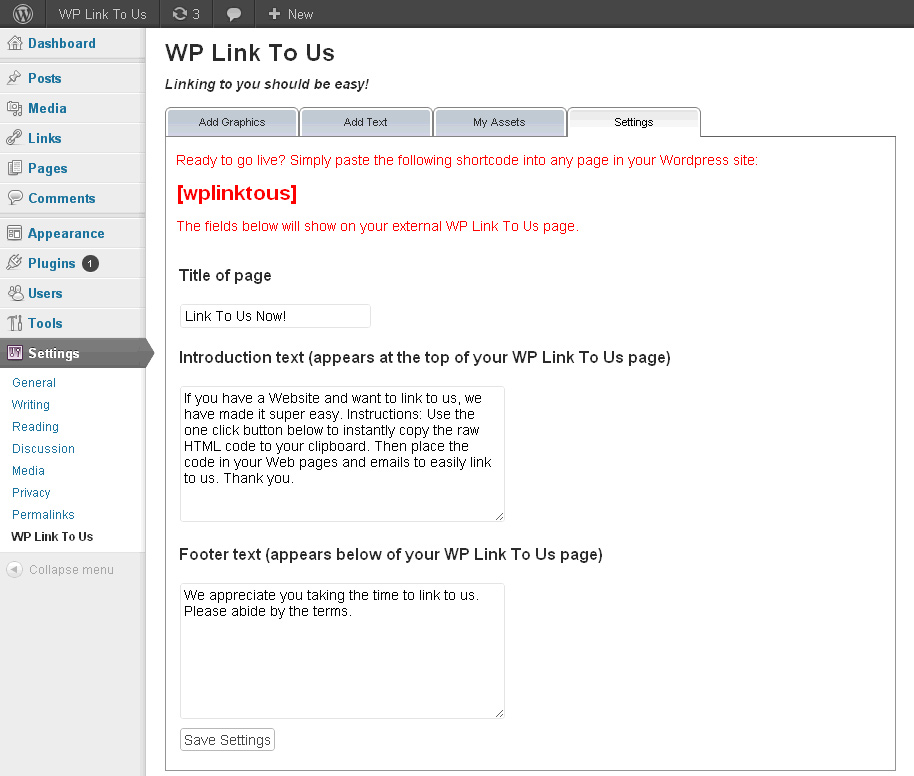 WP Link To Us 3 New
Dashboard
Posts
Media
Links
Pages
Comments
Appearance
Plugins 1
Users
Tools
Settings
General
Writing
Reading
Discussion
Media
Privacy
Permalinks
WP Link To Us
Collapse menu
WP Link To Us
Linking to you should be easy!
Add Graphics Add Text My Assets Settings
Ready to go live? Simply paste the following shortcode into any page in your Wordpress site:
[wplinktous]
The fields below will show on your external WP Link To Us page.
Title of page
Link To Us Now!
Introduction text (appears at the top of your WP Link To Us page)
If you have a Website and want to link to us, we
have made it super easy. Instructions: Use the
one click button below to instantly copy the raw
HTML code to your clipboard. Then place the
code in your Web pages and emails to easily link
to us. Thank you.
Footer text (appears below of your WP Link To Us page)
We appreciate you taking the time to link to us.
Please abide by the terms.
Save Settings